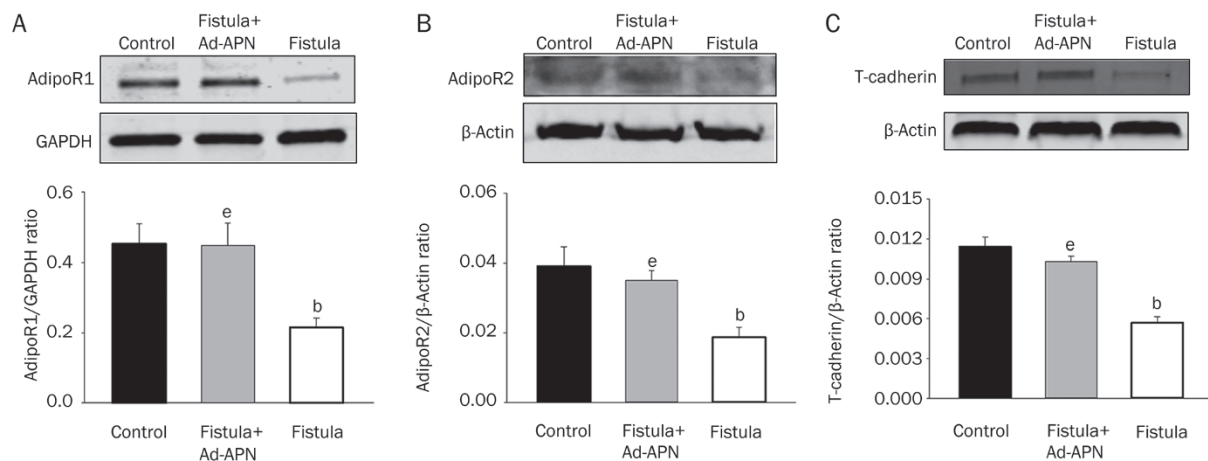 A
Control
Fistula+
Ad-APN
Fistula
AdipoR1
GAPDH
AdipoR1/GAPDH ratio
0.6
0.4
0.2
0.0
e
b
Control
Fistula+
Ad-APN
Fistula
B
Control
Fistula+
Ad-APN
Fistula
AdipoR2
β-Actin
AdipoR2/β-Actin ratio
0.06
0.04
0.02
0.00
e
b
Control
Fistula+
Ad-APN
Fistula
C
Control
Fistula+
Ad-APN
Fistula
T-cadherin
β-Actin
T-cadherin/β-Actin ratio
0.015
0.012
0.009
0.006
0.003
0.000
e
b
Control
Fistula+
Ad-APN
Fistula